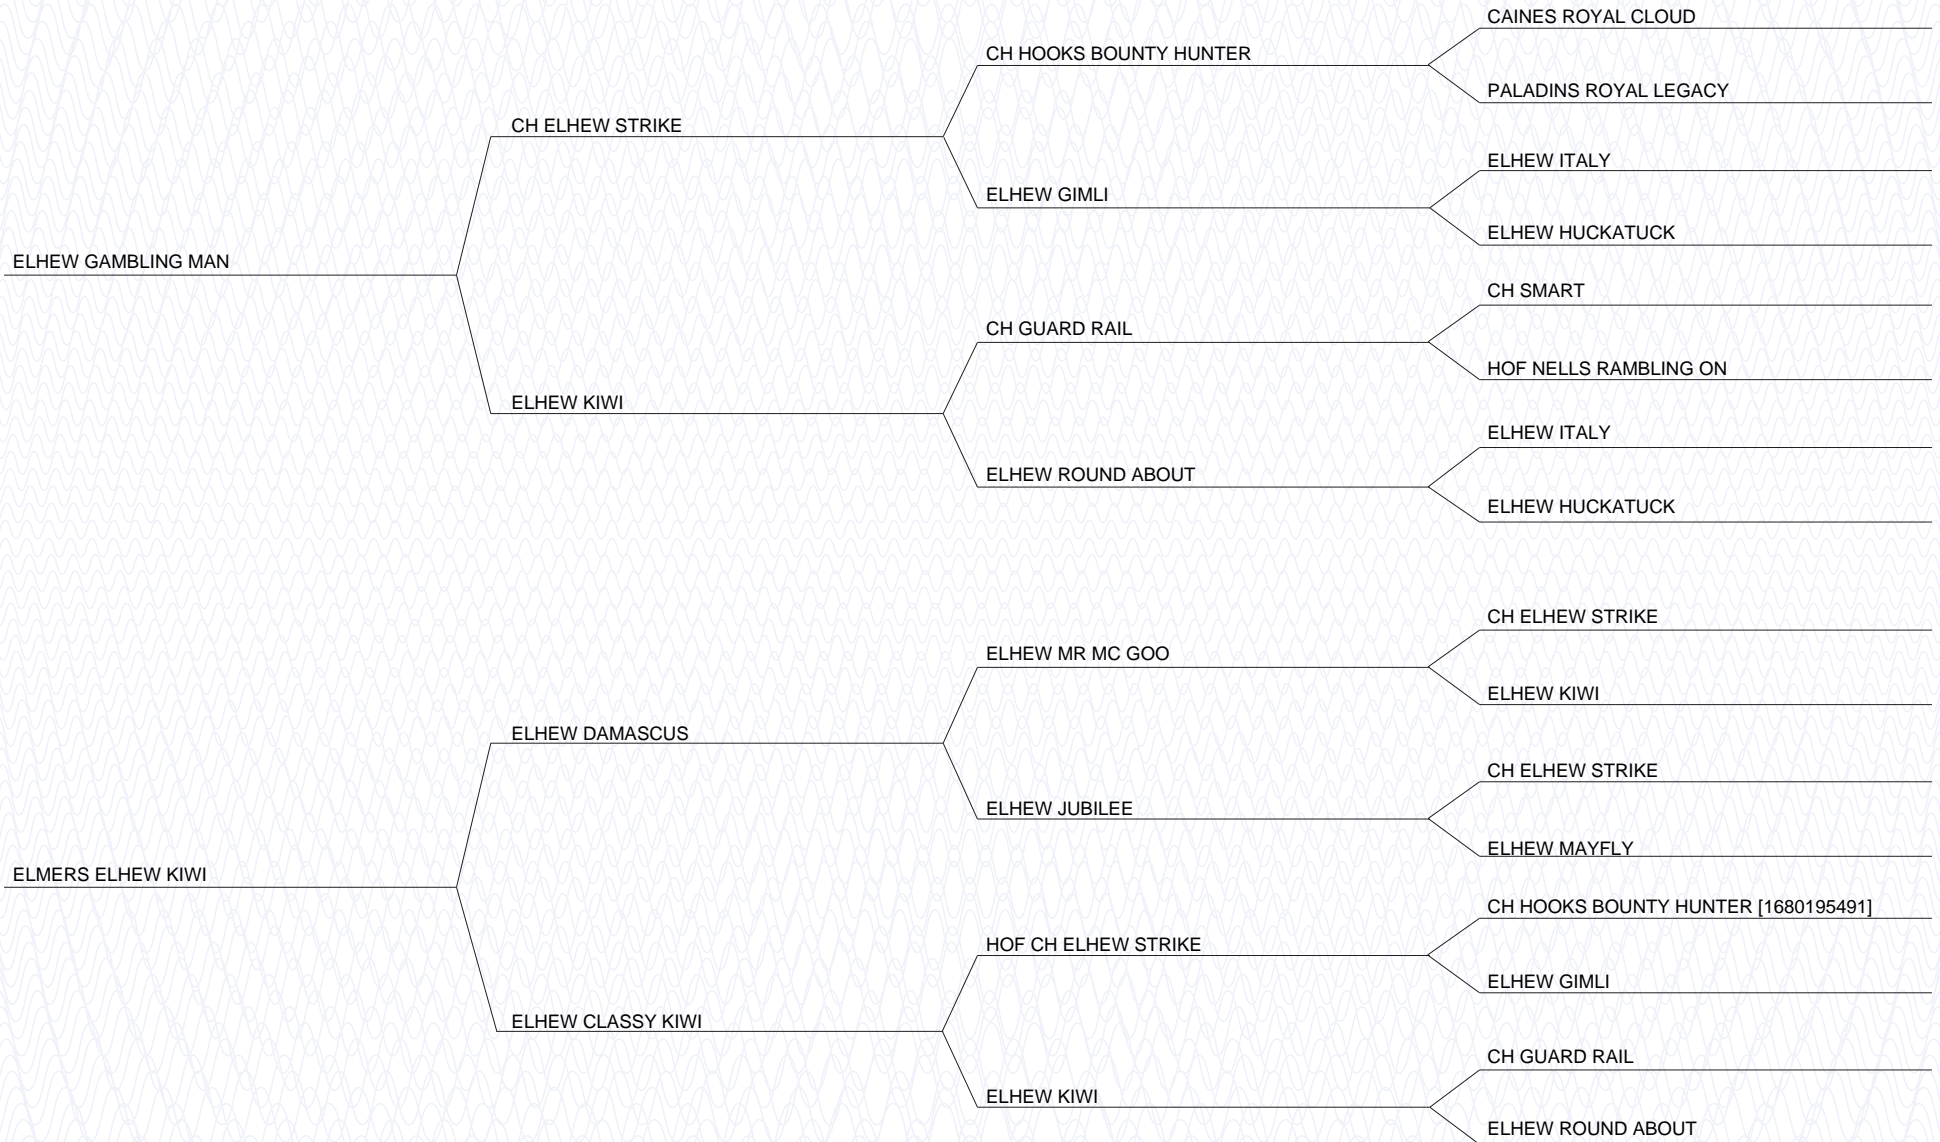 CAINES ROYAL CLOUD
CH HOOKS BOUNTY HUNTER
PALADINS ROYAL LEGACY
CH ELHEW STRIKE
ELHEW ITALY
ELHEW GIMLI
ELHEW HUCKATUCK
ELHEW GAMBLING MAN
CH SMART
CH GUARD RAIL
HOF NELLS RAMBLING ON
ELHEW KIWI
ELHEW ITALY
ELHEW ROUND ABOUT
ELHEW HUCKATUCK
CH ELHEW STRIKE
ELHEW MR MC GOO
ELHEW KIWI
ELHEW DAMASCUS
CH ELHEW STRIKE
ELHEW JUBILEE
ELHEW MAYFLY
ELMERS ELHEW KIWI
CH HOOKS BOUNTY HUNTER [1680195491]
HOF CH ELHEW STRIKE
ELHEW GIMLI
ELHEW CLASSY KIWI
CH GUARD RAIL
ELHEW KIWI
ELHEW ROUND ABOUT